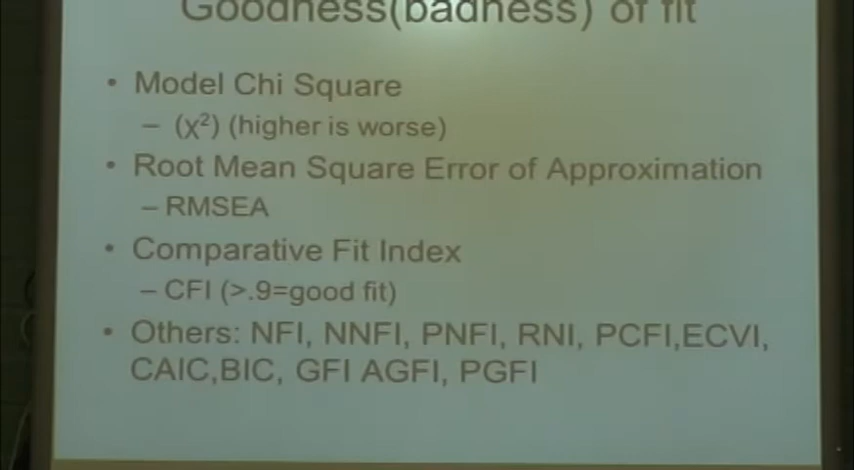 Goodness(badness) of fit
• Model Chi Square
– (χ²) (higher is worse)
• Root Mean Square Error of Approximation
– RMSEA
• Comparative Fit Index
– CFI (>.9=good fit)
• Others: NFI, NNFI, PNFI, RNI, PCFI,ECVI,
CAIC,BIC, GFI AGFI, PGFI